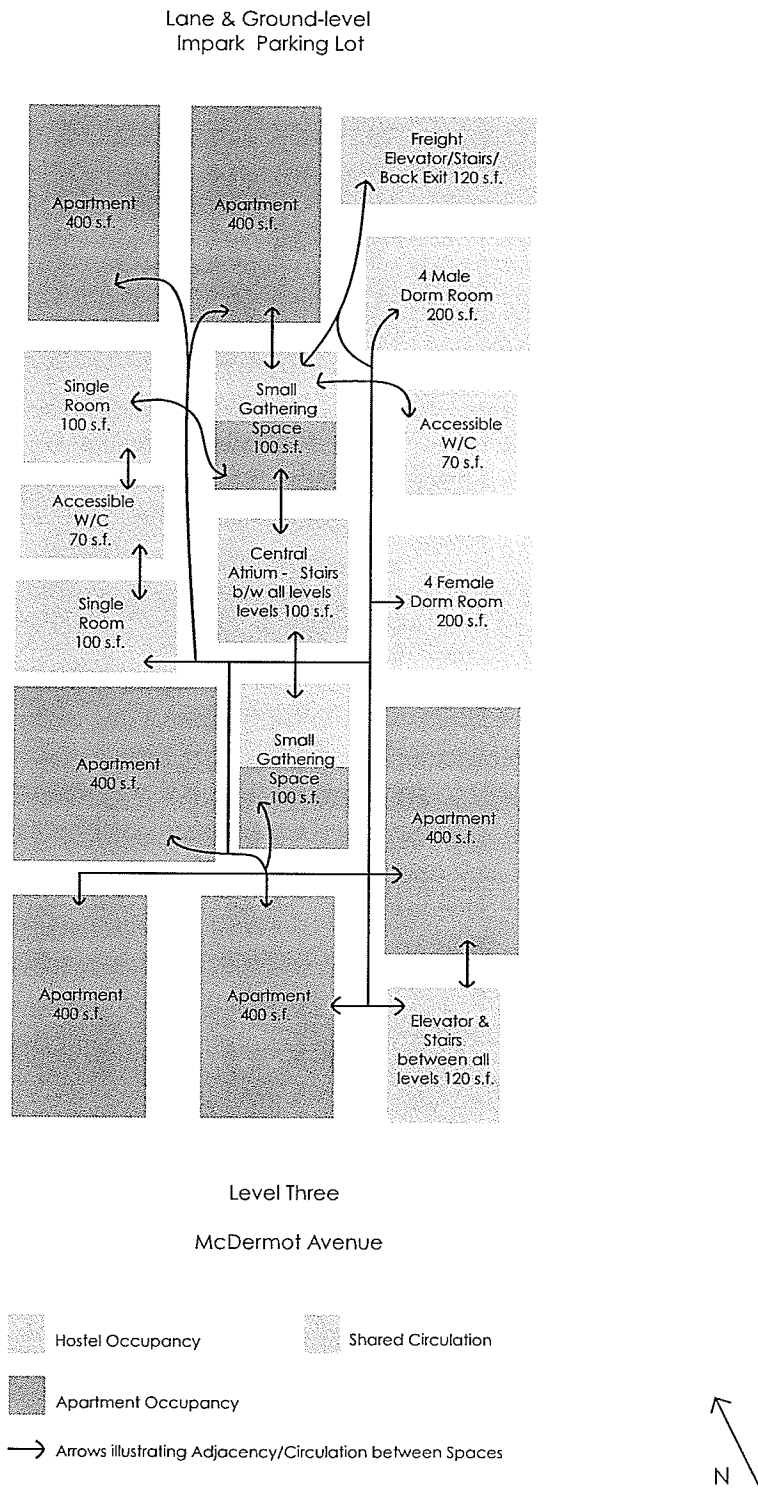 Lane & Ground-level
Impark Parking Lot
Apartment
400 s.f.
Apartment
400 s.f.
Freight
Elevator/Stairs/
Back Exit 120 s.f.
4 Male
Dorm Room
200 s.f.
Single
Room
100 s.f.
Small
Gathering
Space
100 s.f.
Accessible
W/C
70 s.f.
Accessible
W/C
70 s.f.
Central
Atrium - Stairs
b/w all levels
levels 100 s.f.
4 Female
Dorm Room
200 s.f.
Single
Room
100 s.f.
Apartment
400 s.f.
Small
Gathering
Space
100 s.f.
Apartment
400 s.f.
Apartment
400 s.f.
Apartment
400 s.f.
Elevator &
Stairs
between all
levels 120 s.f.
Level Three
McDermot Avenue
Hostel Occupancy
Shared Circulation
Apartment Occupancy
Arrows illustrating Adjacency/Circulation between Spaces
N